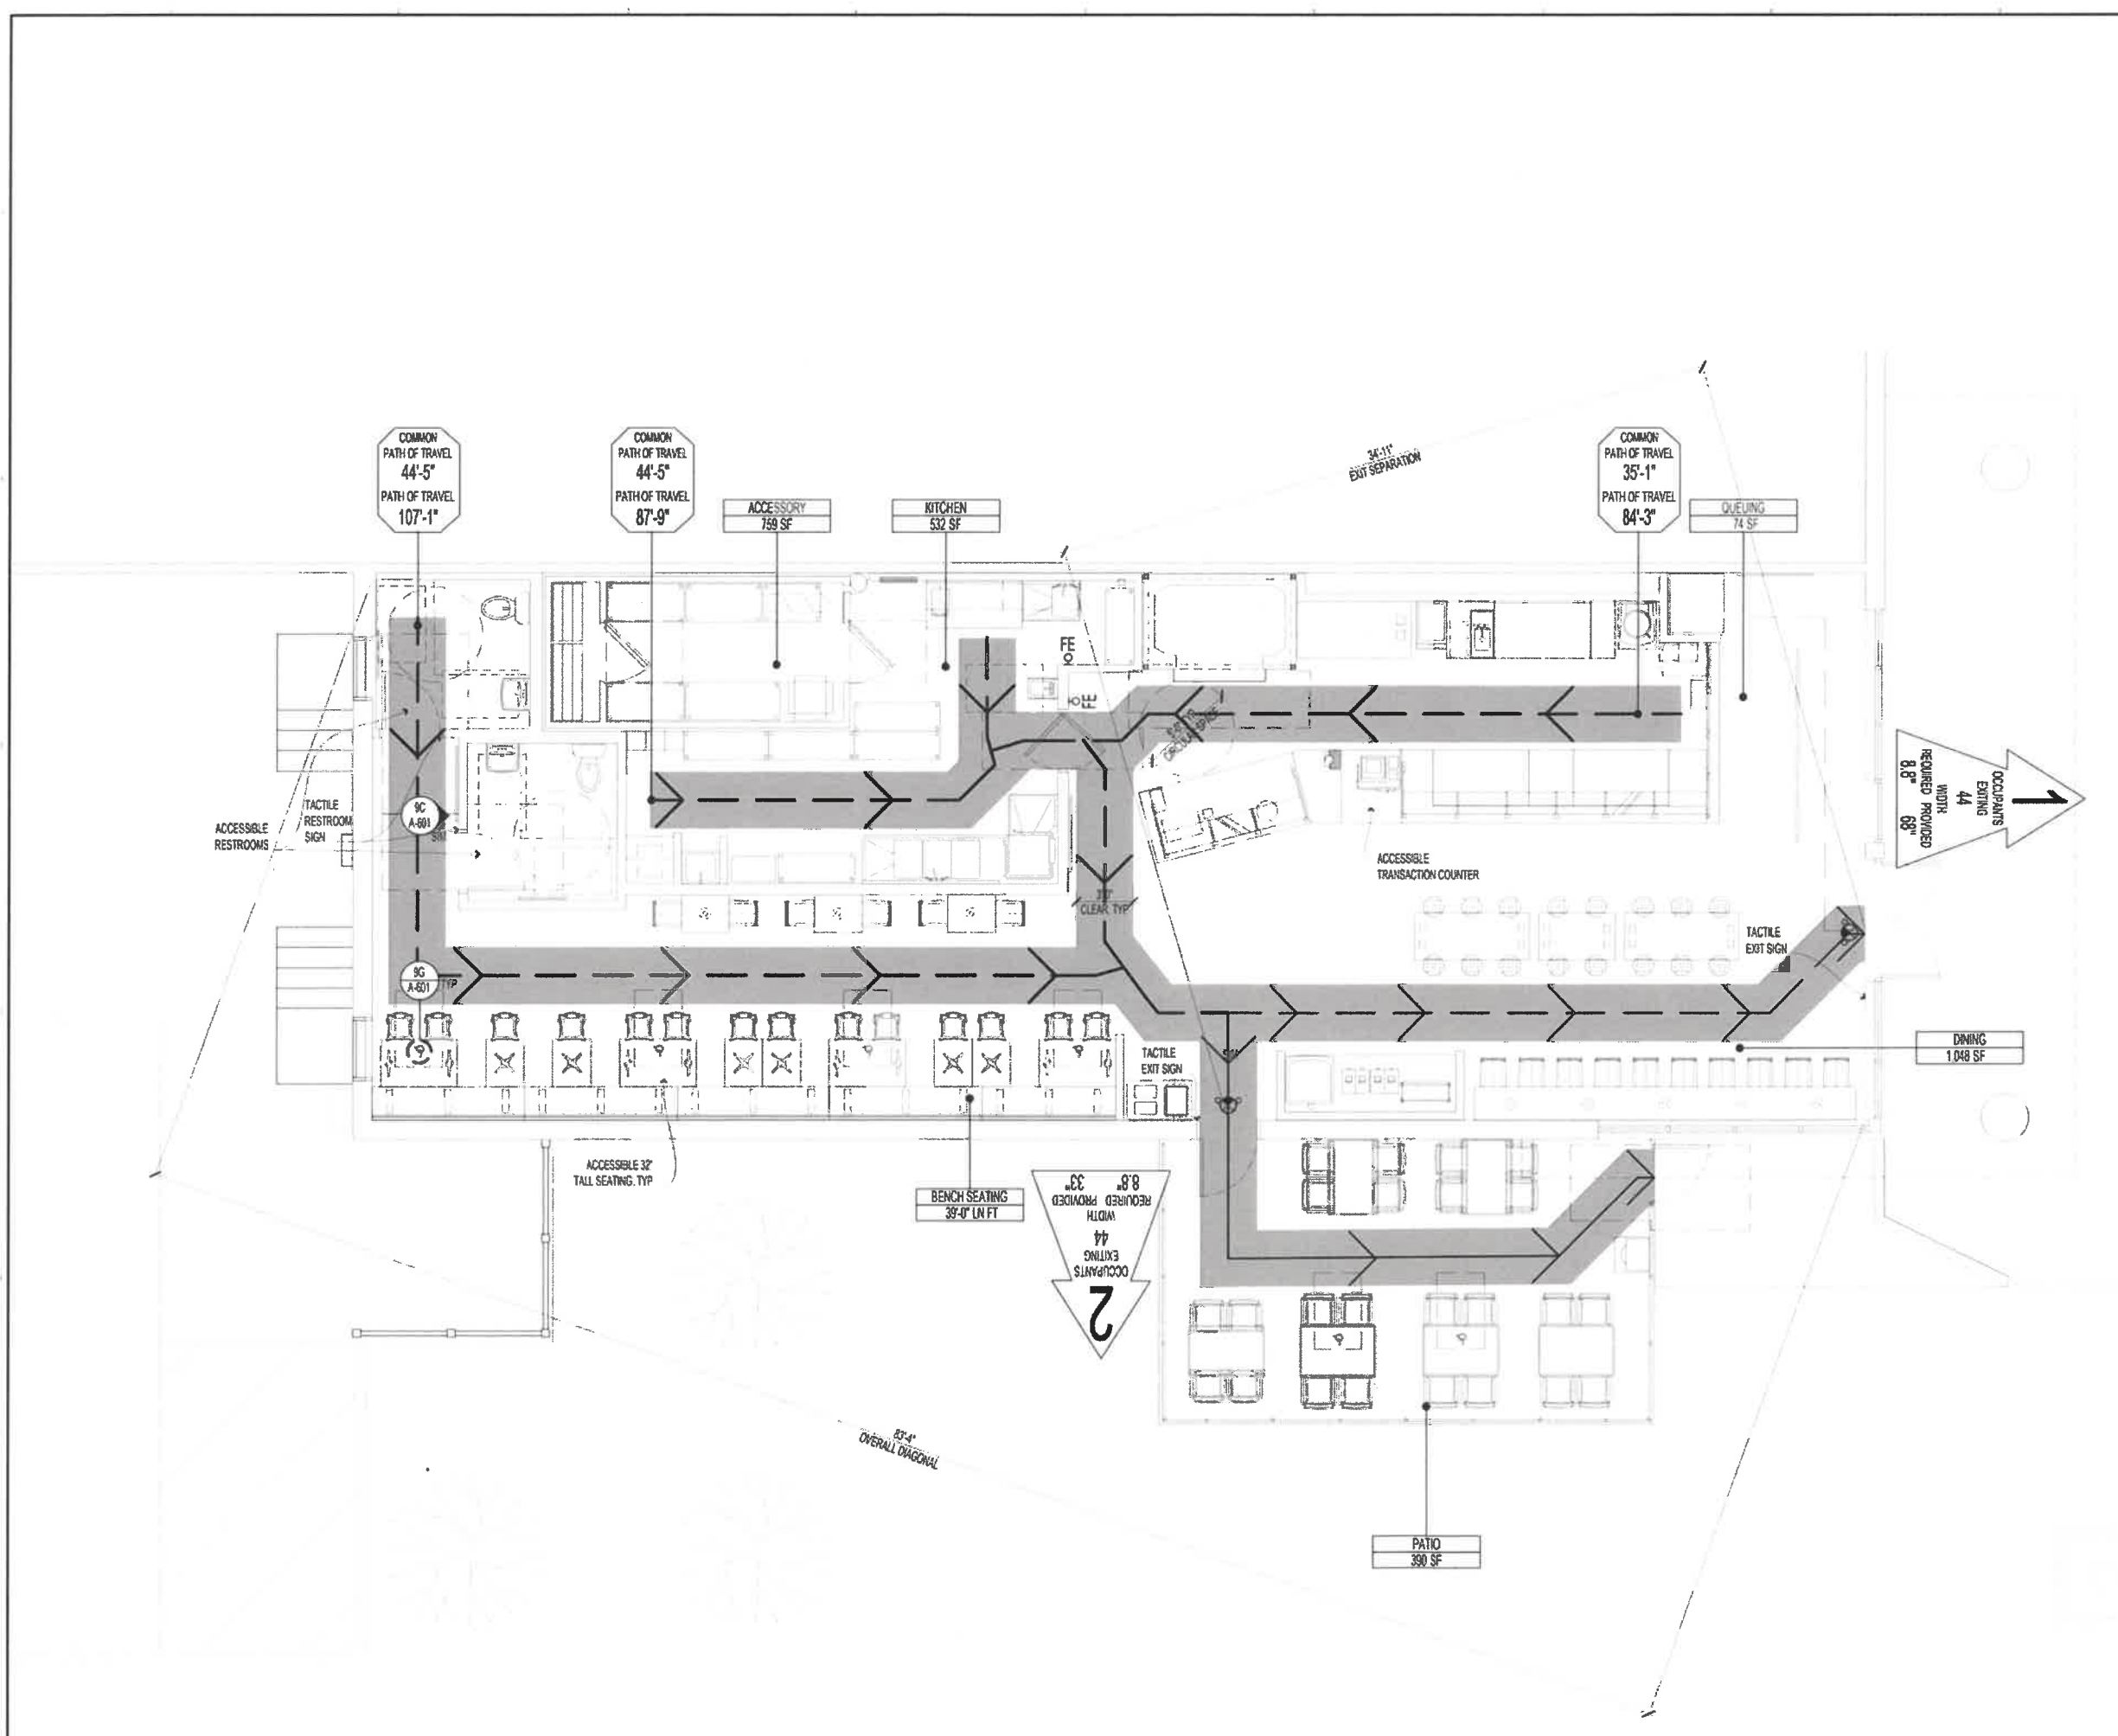 COMMON
PATH OF TRAVEL
44'-5"
PATH OF TRAVEL
107'-1"
COMMON
PATH OF TRAVEL
44'-5"
PATH OF TRAVEL
87'-9"
ACCESSORY
759 SF
KITCHEN
532 SF
34'-11"
EXIT SEPARATION
COMMON
PATH OF TRAVEL
35'-1"
PATH OF TRAVEL
84'-3"
QUEUING
74 SF
FE
FE
ACCESSIBLE
RESTROOMS
TACTILE
RESTROOM
SIGN
9C
A-601
SIM
ACCESSIBLE
TRANSACTION COUNTER
1
OCCUPANTS
EXITING
44
WIDTH
REQUIRED PROVIDED
8.8" 68"
CLEAR, TYP
TACTILE
EXIT SIGN
9G
A-601
TYP
TACTILE
EXIT SIGN
DINING
1,048 SF
ACCESSIBLE 32"
TALL SEATING, TYP
BENCH SEATING
39'-0" LN FT
2
OCCUPANTS
EXITING
44
WIDTH
REQUIRED PROVIDED
8.8" 33"
83'-4"
OVERALL DIAGONAL
PATIO
390 SF